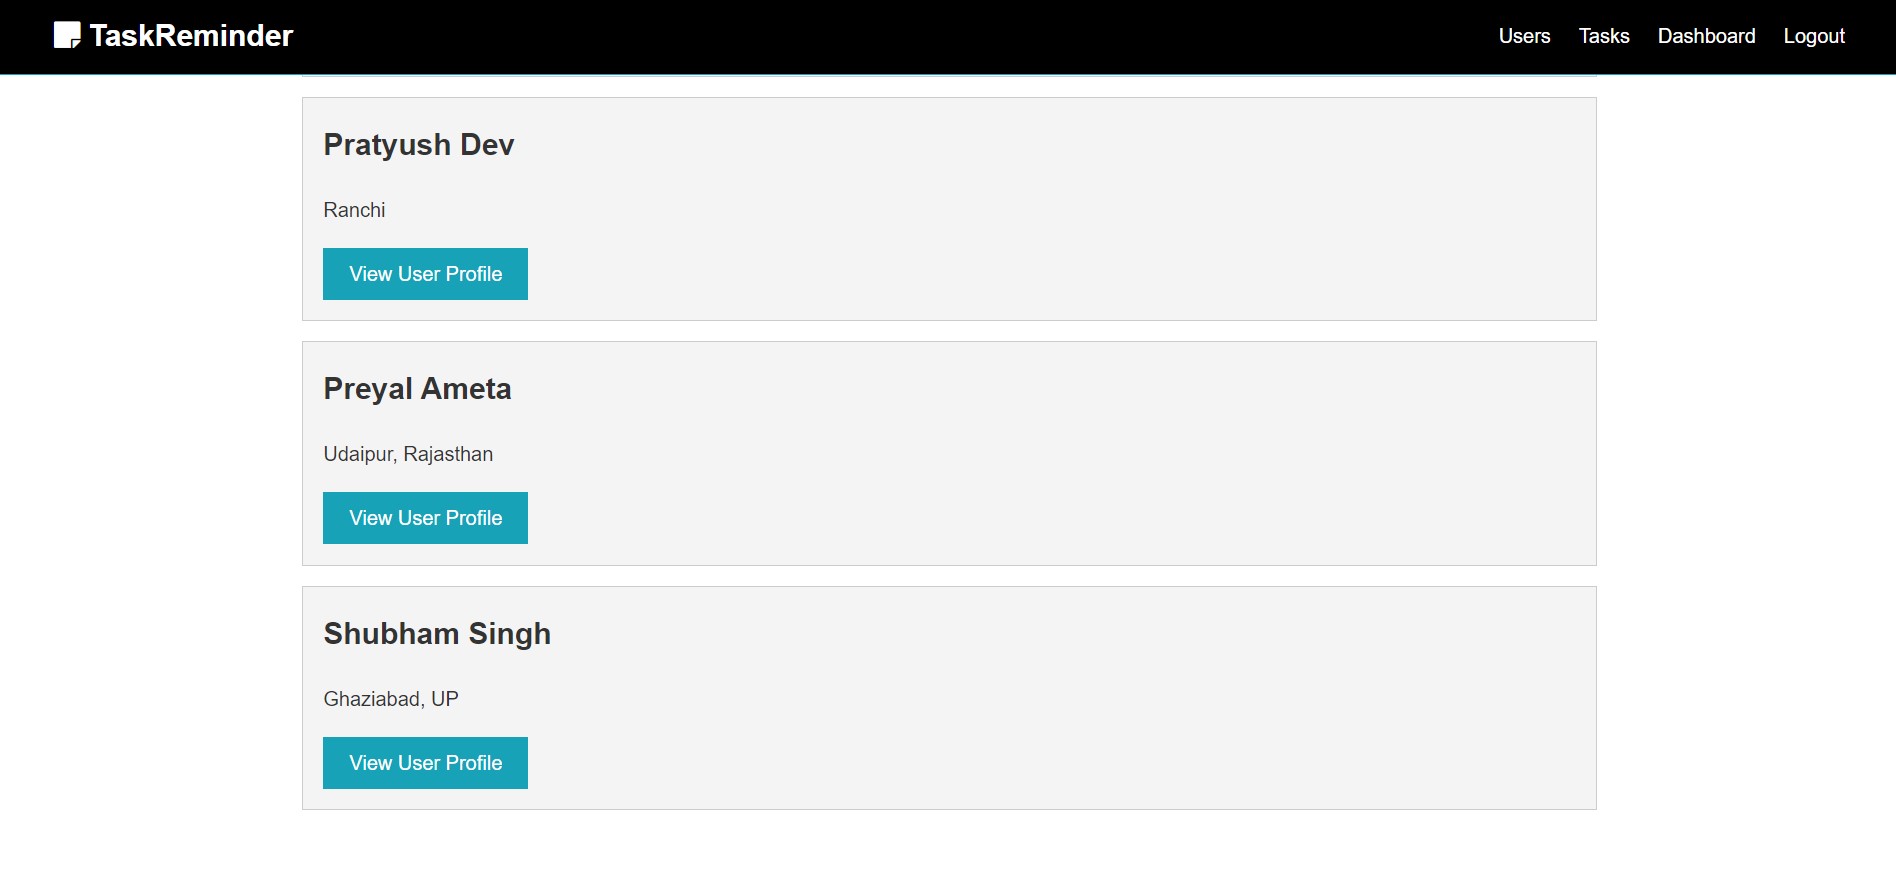 TaskReminder
Users Tasks Dashboard Logout
Pratyush Dev
Ranchi
View User Profile
Preyal Ameta
Udaipur, Rajasthan
View User Profile
Shubham Singh
Ghaziabad, UP
View User Profile